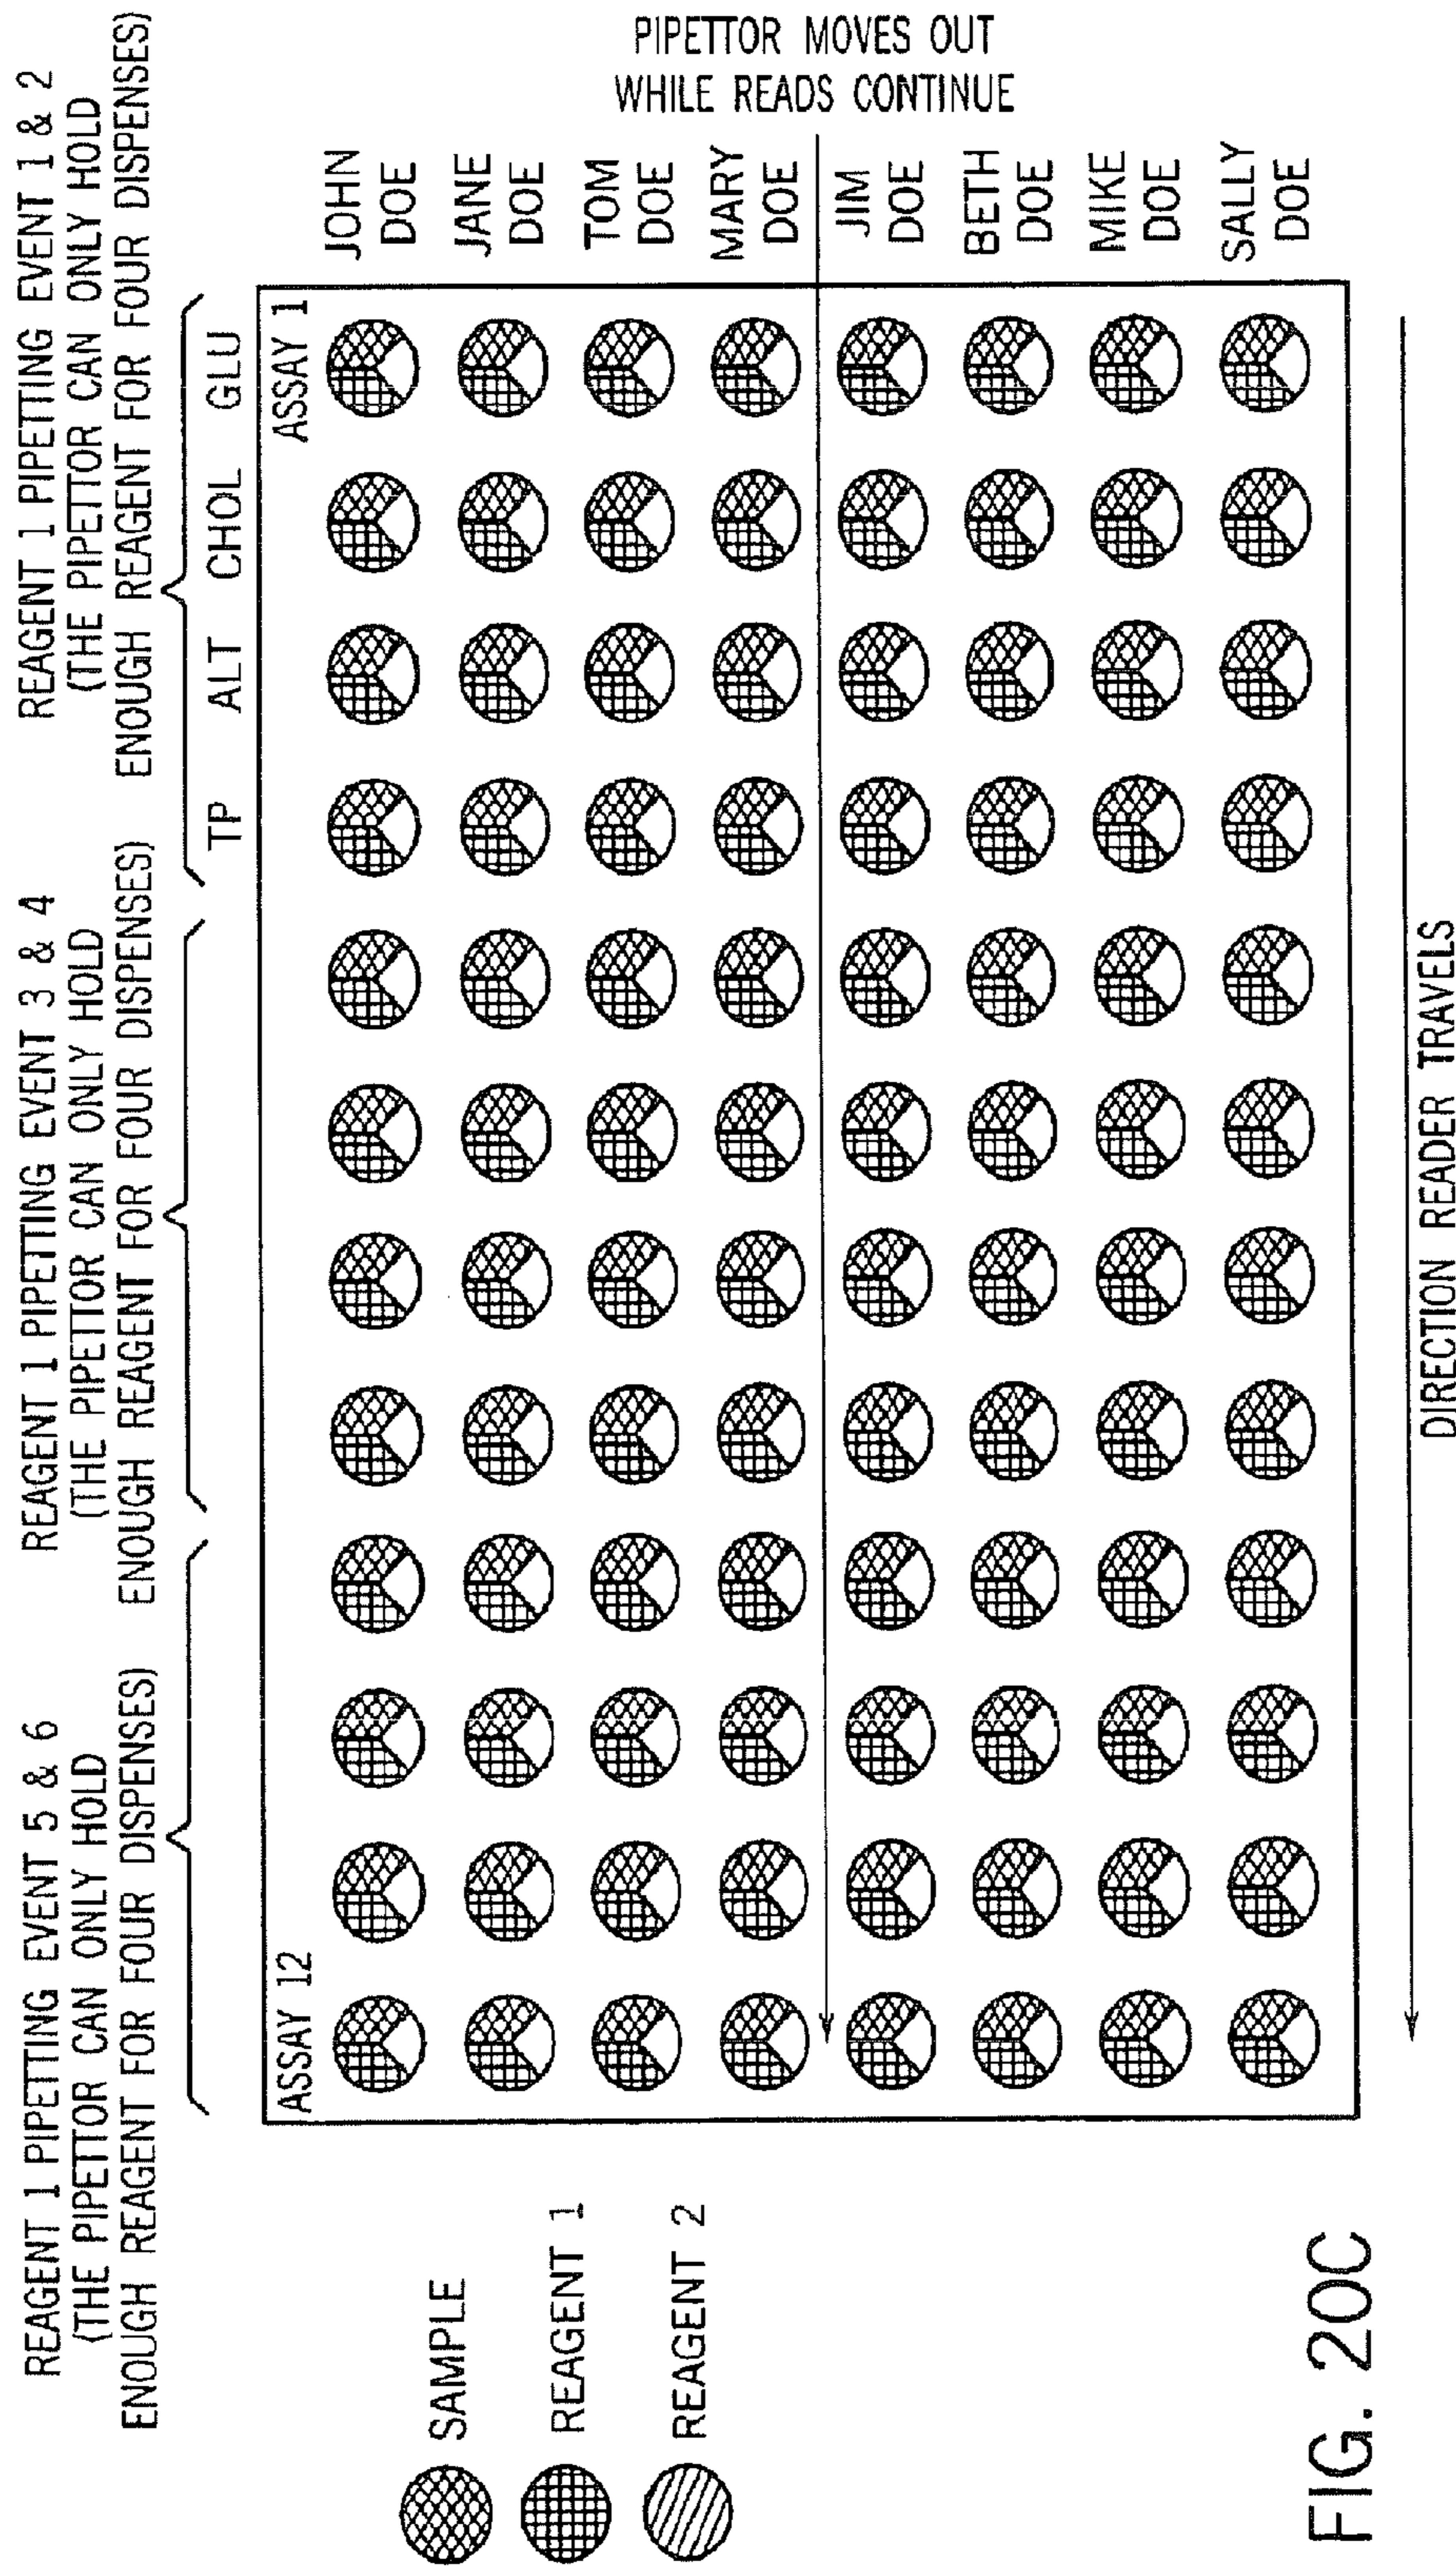 REAGENT 1 PIPETTING EVENT 5 & 6
(THE PIPETTOR CAN ONLY HOLD
ENOUGH REAGENT FOR FOUR DISPENSES)
REAGENT 1 PIPETTING EVENT 3 & 4
(THE PIPETTOR CAN ONLY HOLD
ENOUGH REAGENT FOR FOUR DISPENSES)
REAGENT 1 PIPETTING EVENT 1 & 2
(THE PIPETTOR CAN ONLY HOLD
ENOUGH REAGENT FOR FOUR DISPENSES)
TP ALT CHOL GLU
ASSAY 12
ASSAY 1
JOHN
DOE
JANE
DOE
TOM
DOE
MARY
DOE
PIPETTOR MOVES OUT
WHILE READS CONTINUE
JIM
DOE
BETH
DOE
MIKE
DOE
SALLY
DOE
SAMPLE
REAGENT 1
REAGENT 2
DIRECTION READER TRAVELS
FIG. 20C